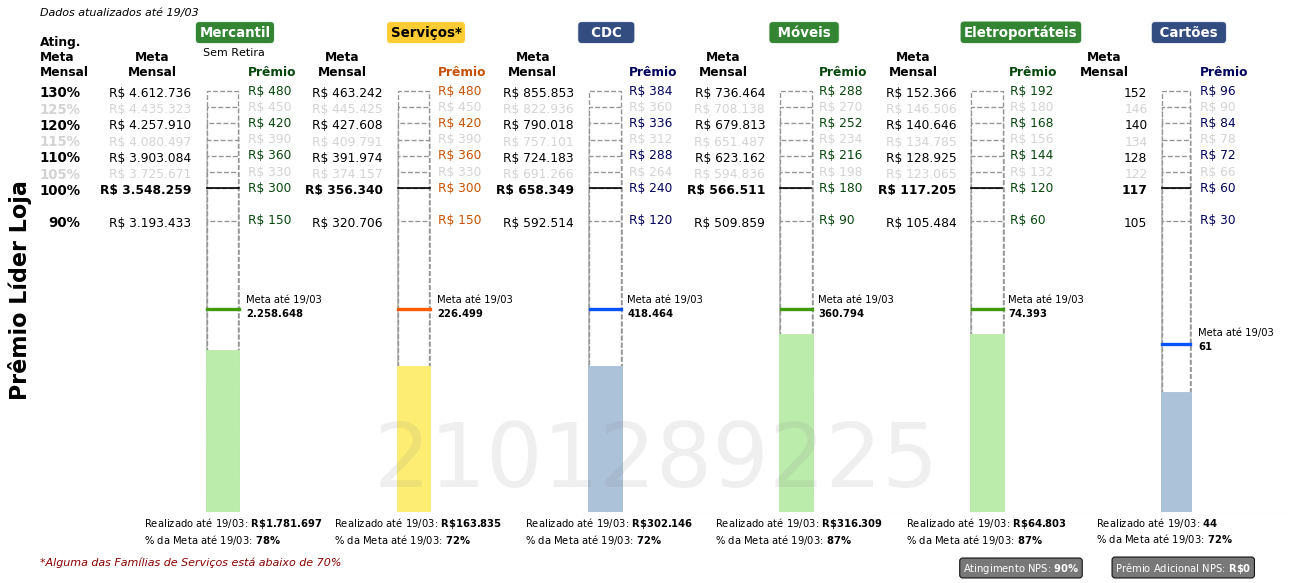 Dados atualizados até 19/03
Mercantil Serviços* CDC Móveis Eletroportáteis Cartões
Sem Retira
Ating. Meta Mensal Meta Mensal Prêmio Meta Mensal Prêmio Meta Mensal Prêmio Meta Mensal Prêmio Meta Mensal Prêmio Meta Mensal Prêmio
130% R$ 4.612.736 R$ 480 R$ 463.242 R$ 480 R$ 855.853 R$ 384 R$ 736.464 R$ 288 R$ 152.366 R$ 192 152 R$ 96
125% R$ 4.435.323 R$ 450 R$ 445.425 R$ 450 R$ 822.936 R$ 360 R$ 708.138 R$ 270 R$ 146.506 R$ 180 146 R$ 90
120% R$ 4.257.910 R$ 420 R$ 427.608 R$ 420 R$ 790.018 R$ 336 R$ 679.813 R$ 252 R$ 140.646 R$ 168 140 R$ 84
115% R$ 4.080.497 R$ 390 R$ 409.791 R$ 390 R$ 757.101 R$ 312 R$ 651.487 R$ 234 R$ 134.785 R$ 156 134 R$ 78
110% R$ 3.903.084 R$ 360 R$ 391.974 R$ 360 R$ 724.183 R$ 288 R$ 623.162 R$ 216 R$ 128.925 R$ 144 128 R$ 72
105% R$ 3.725.671 R$ 330 R$ 374.157 R$ 330 R$ 691.266 R$ 264 R$ 594.836 R$ 198 R$ 123.065 R$ 132 122 R$ 66
100% R$ 3.548.259 R$ 300 R$ 356.340 R$ 300 R$ 658.349 R$ 240 R$ 566.511 R$ 180 R$ 117.205 R$ 120 117 R$ 60
90% R$ 3.193.433 R$ 150 R$ 320.706 R$ 150 R$ 592.514 R$ 120 R$ 509.859 R$ 90 R$ 105.484 R$ 60 105 R$ 30
Prêmio Líder Loja
Meta até 19/03 Meta até 19/03 Meta até 19/03 Meta até 19/03 Meta até 19/03
2.258.648 226.499 418.464 360.794 74.393
Meta até 19/03
61
2101289225
Realizado até 19/03: R$1.781.697 Realizado até 19/03: R$163.835 Realizado até 19/03: R$302.146 Realizado até 19/03: R$316.309 Realizado até 19/03: R$64.803 Realizado até 19/03: 44
% da Meta até 19/03: 78% % da Meta até 19/03: 72% % da Meta até 19/03: 72% % da Meta até 19/03: 87% % da Meta até 19/03: 87% % da Meta até 19/03: 72%
*Alguma das Famílias de Serviços está abaixo de 70%
Atingimento NPS: 90% Prêmio Adicional NPS: R$0